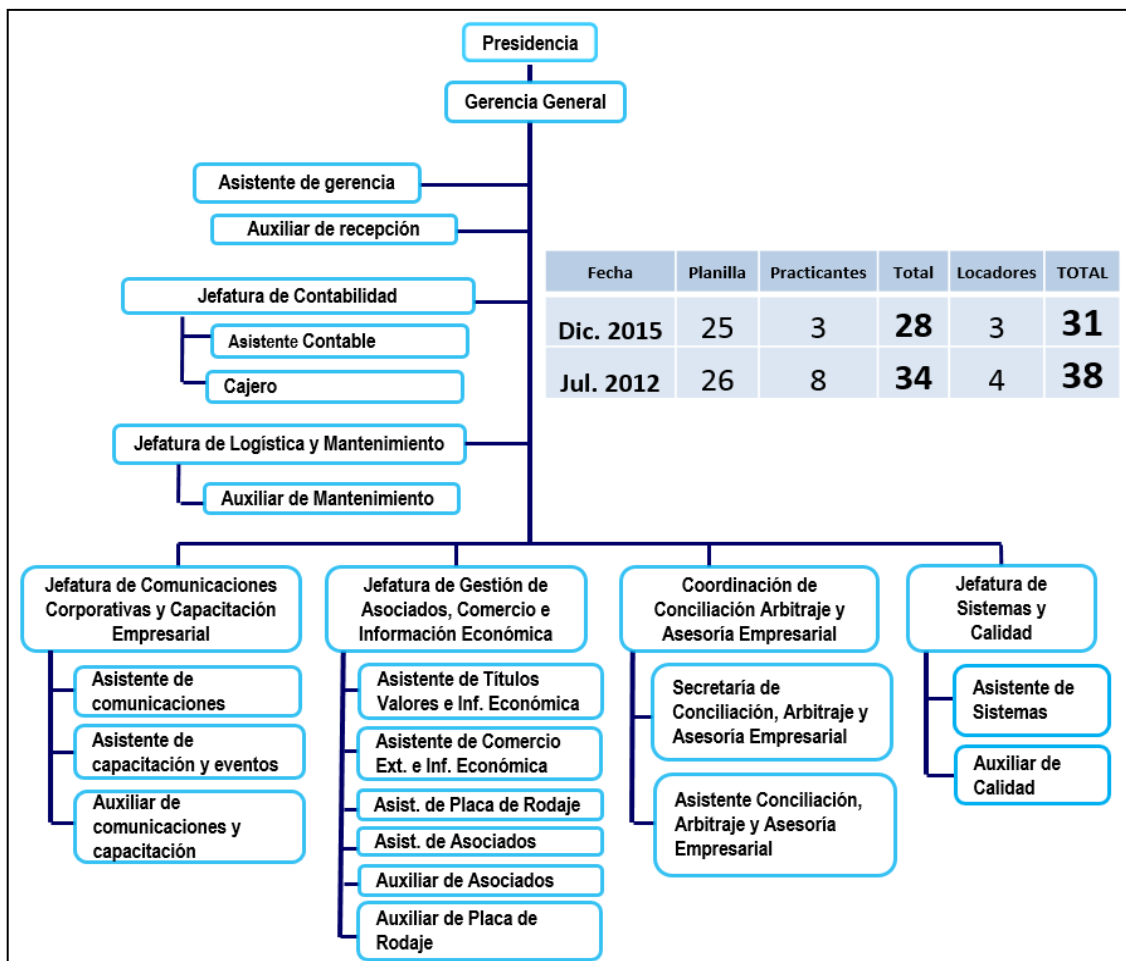 Presidencia
Gerencia General
Asistente de gerencia
Auxiliar de recepción
Jefatura de Contabilidad
Asistente Contable
Cajero
Jefatura de Logística y Mantenimiento
Auxiliar de Mantenimiento
Fecha Planilla Practicantes Total Locadores TOTAL
Dic. 2015 25 3 28 3 31
Jul. 2012 26 8 34 4 38
Jefatura de Comunicaciones
Corporativas y Capacitación
Empresarial
Asistente de
comunicaciones
Asistente de
capacitación y eventos
Auxiliar de
comunicaciones y
capacitación
Jefatura de Gestión de
Asociados, Comercio e
Información Económica
Asistente de Títulos
Valores e Inf. Económica
Asistente de Comercio
Ext. e Inf. Económica
Asist. de Placa de Rodaje
Asist. de Asociados
Auxiliar de Asociados
Auxiliar de Placa de
Rodaje
Coordinación de
Conciliación Arbitraje y
Asesoría Empresarial
Secretaría de
Conciliación, Arbitraje y
Asesoría Empresarial
Asistente Conciliación,
Arbitraje y Asesoría
Empresarial
Jefatura de
Sistemas y
Calidad
Asistente de
Sistemas
Auxiliar de
Calidad